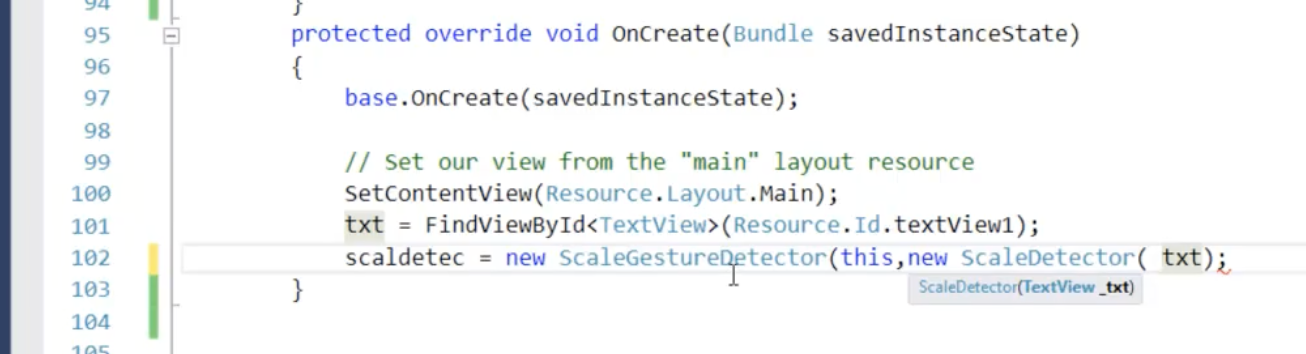 94 }
95 protected override void OnCreate(Bundle savedInstanceState)
96 {
97 base.OnCreate(savedInstanceState);
98
99 // Set our view from the "main" layout resource
100 SetContentView(Resource.Layout.Main);
101 txt = FindViewById<TextView>(Resource.Id.textView1);
102 scaldetec = new ScaleGestureDetector(this,new ScaleDetector( txt);
ScaleDetector(TextView _txt)
103 }
104
105